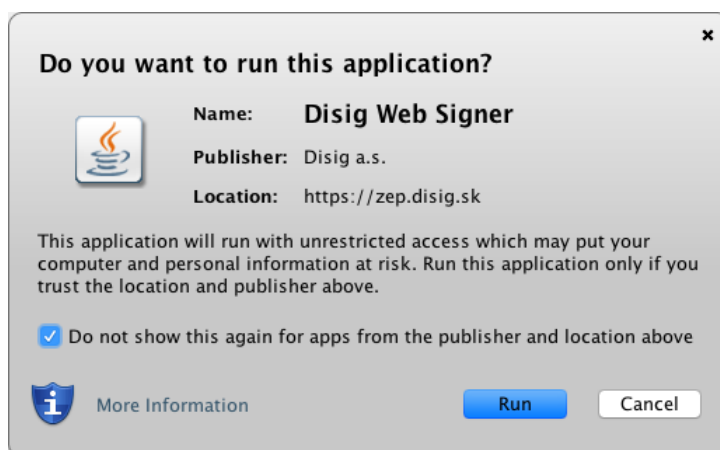 Do you want to run this application?
Name: Disig Web Signer
Publisher: Disig a.s.
Location: https://zep.disig.sk
This application will run with unrestricted access which may put your
computer and personal information at risk. Run this application only if you
trust the location and publisher above.
Do not show this again for apps from the publisher and location above
More Information
Run
Cancel